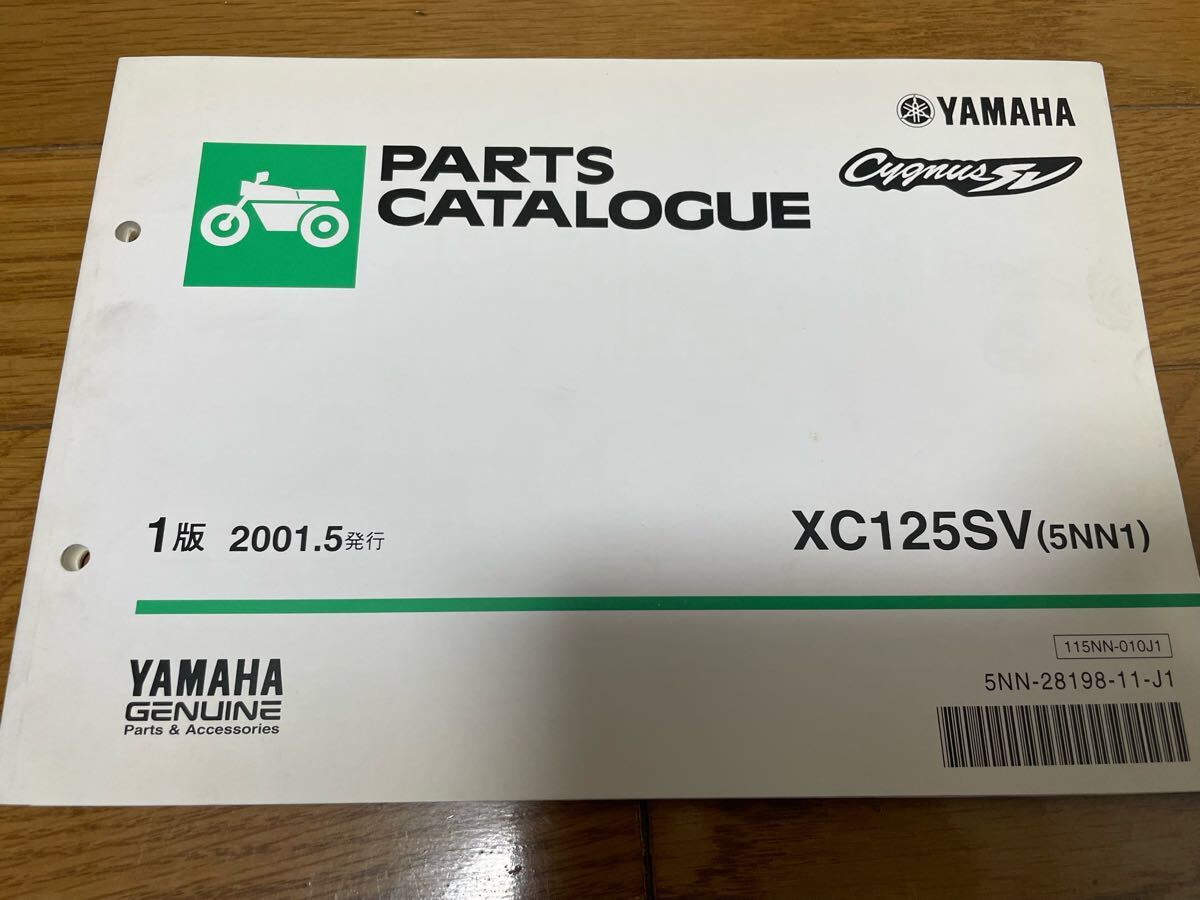 YAMAHA
Cygnus SV
PARTS
CATALOGUE
1版 2001.5発行
XC125SV(5NN1)
115NN-010J1
5NN-28198-11-J1
YAMAHA
GENUINE
Parts & Accessories